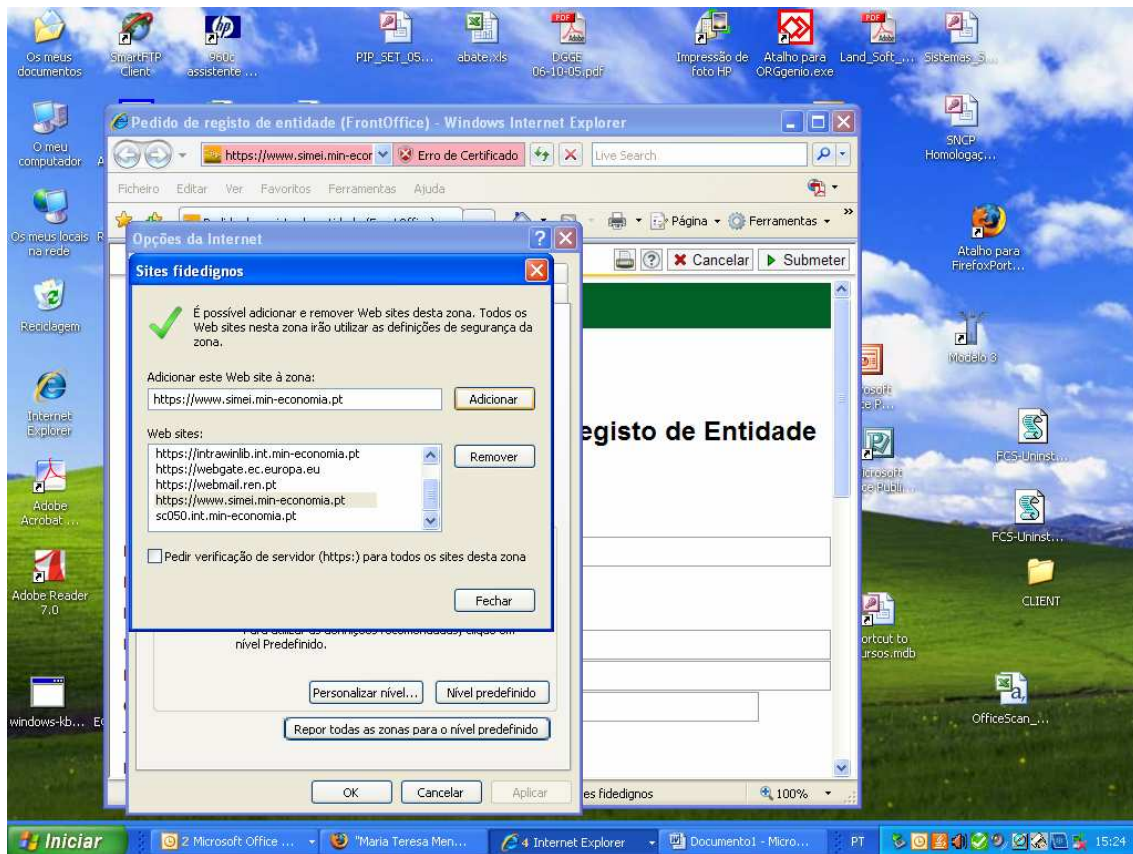 Os meus documentos
SmartFTP Client
960c assistente ...
PIP_SET_05...
abate.xls
DGGE 06-10-05.pdf
Impressão de foto HP
Atalho para ORGgenio.exe
Land_Soft_...
Sistemas_S...
O meu computador
A
SNCP Homologaç...
Os meus locais na rede
R
Atalho para FirefoxPort...
Reciclagem
Modelo 3
Internet Explorer
FCS-Uninst...
Adobe Acrobat ...
FCS-Uninst...
Adobe Reader 7.0
CLIENT
windows-kb...
OfficeScan_...
Pedido de registo de entidade (FrontOffice) - Windows Internet Explorer
https://www.simei.min-ecor
Erro de Certificado
Live Search
Ficheiro Editar Ver Favoritos Ferramentas Ajuda
Página
Ferramentas
Cancelar
Submeter
egisto de Entidade
es fidedignos
100%
Opções da Internet
Sites fidedignos
É possível adicionar e remover Web sites desta zona. Todos os
Web sites nesta zona irão utilizar as definições de segurança da
zona.
Adicionar este Web site à zona:
https://www.simei.min-economia.pt
Adicionar
Web sites:
https://intrawinlib.int.min-economia.pt
https://webgate.ec.europa.eu
https://webmail.ren.pt
https://www.simei.min-economia.pt
sc050.int.min-economia.pt
Remover
Pedir verificação de servidor (https:) para todos os sites desta zona
Fechar
nível Predefinido.
Personalizar nível...
Nível predefinido
Repor todas as zonas para o nível predefinido
OK
Cancelar
Aplicar
Iniciar
2 Microsoft Office ...
"Maria Teresa Men...
4 Internet Explorer
Documento1 - Micro...
PT
15:24